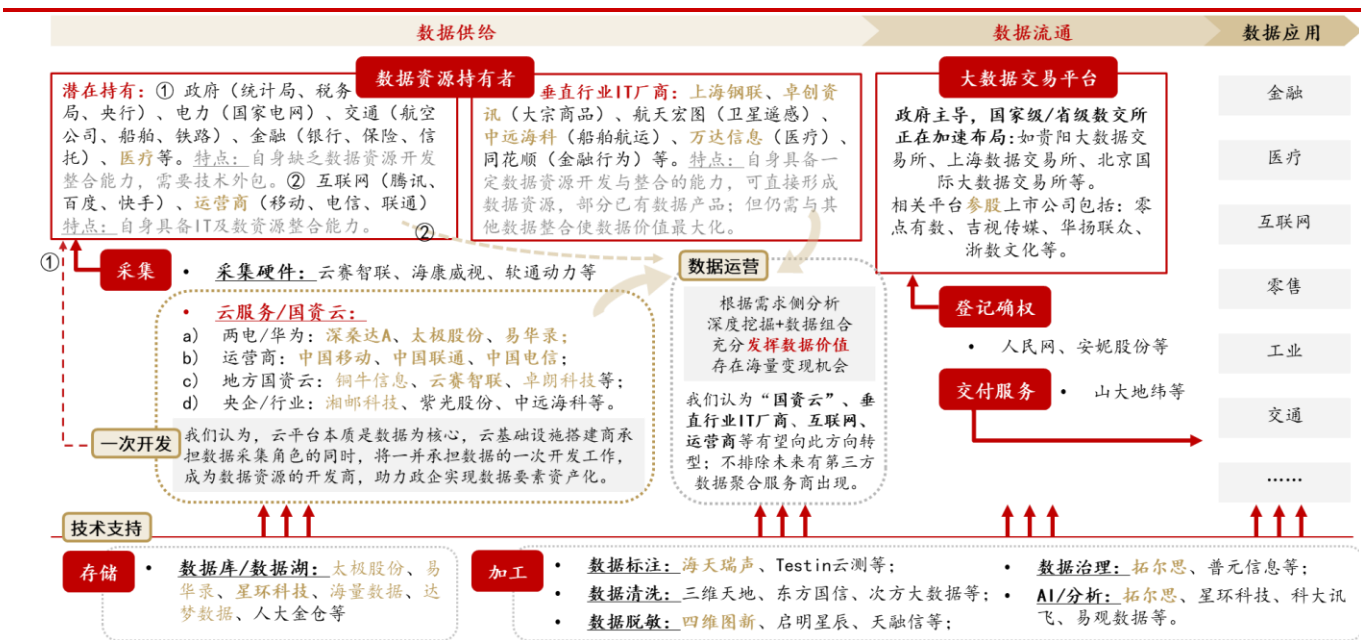 数据供给
数据流通
数据应用
数据资源持有者
潜在持有：① 政府（统计局、税务
局、央行）、电力（国家电网）、交通（航空
公司、船舶、铁路）、金融（银行、保险、信
托）、医疗等。特点：自身缺乏数据资源开发
整合能力，需要技术外包。② 互联网（腾讯、
百度、快手）、运营商（移动、电信、联通）
特点：自身具备IT及数资源整合能力。
垂直行业IT厂商：上海钢联、卓创资
讯（大宗商品）、航天宏图（卫星遥感）、
中远海科（船舶航运）、万达信息（医疗）、
同花顺（金融行为）等。特点：自身具备一
定数据资源开发与整合的能力，可直接形成
数据资源，部分已有数据产品；但仍需与其
他数据整合使数据价值最大化。
①
②
采集
• 采集硬件：云赛智联、海康威视、软通动力等
• 云服务/国资云：
a) 两电/华为：深桑达A、太极股份、易华录；
b) 运营商：中国移动、中国联通、中国电信；
c) 地方国资云：铜牛信息、云赛智联、卓朗科技等；
d) 央企/行业：湘邮科技、紫光股份、中远海科等。
一次开发
我们认为，云平台本质是数据为核心，云基础设施搭建商承
担数据采集角色的同时，将一并承担数据的一次开发工作，
成为数据资源的开发商，助力政企实现数据要素资产化。
数据运营
根据需求侧分析
深度挖掘+数据组合
充分发挥数据价值
存在海量变现机会
我们认为“国资云”、垂
直行业IT厂商、互联网、
运营商等有望向此方向转
型；不排除未来有第三方
数据聚合服务商出现。
大数据交易平台
政府主导，国家级/省级数交所
正在加速布局：如贵阳大数据交
易所、上海数据交易所、北京国
际大数据交易所等。
相关平台参股上市公司包括：零
点有数、吉视传媒、华扬联众、
浙数文化等。
登记确权
• 人民网、安妮股份等
交付服务
• 山大地纬等
金融
医疗
互联网
零售
工业
交通
……
技术支持
存储
• 数据库/数据湖：太极股份、易
华录、星环科技、海量数据、达
梦数据、人大金仓等
加工
• 数据标注：海天瑞声、Testin云测等；
• 数据清洗：三维天地、东方国信、次方大数据等；
• 数据脱敏：四维图新、启明星辰、天融信等；
• 数据治理：拓尔思、普元信息等；
• AI/分析：拓尔思、星环科技、科大讯
飞、易观数据等。